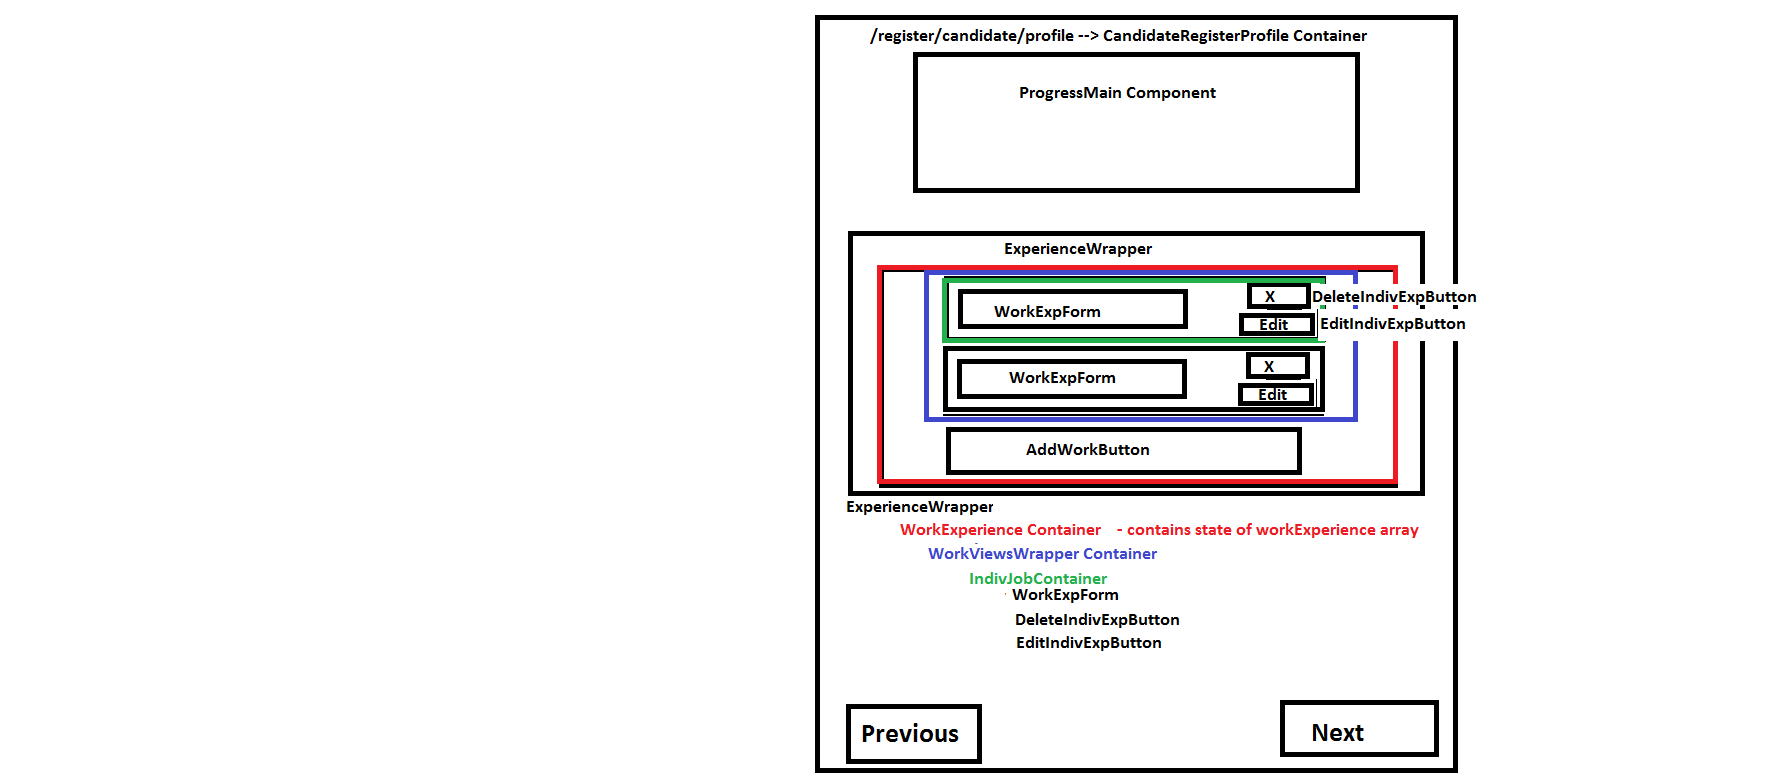 /register/candidate/profile --> CandidateRegisterProfile Container
ProgressMain Component
ExperienceWrapper
WorkExpForm
X
DeleteIndivExpButton
Edit
EditIndivExpButton
WorkExpForm
X
Edit
AddWorkButton
ExperienceWrapper
WorkExperience Container - contains state of workExperience array
WorkViewsWrapper Container
IndivJobContainer
WorkExpForm
DeleteIndivExpButton
EditIndivExpButton
Previous
Next